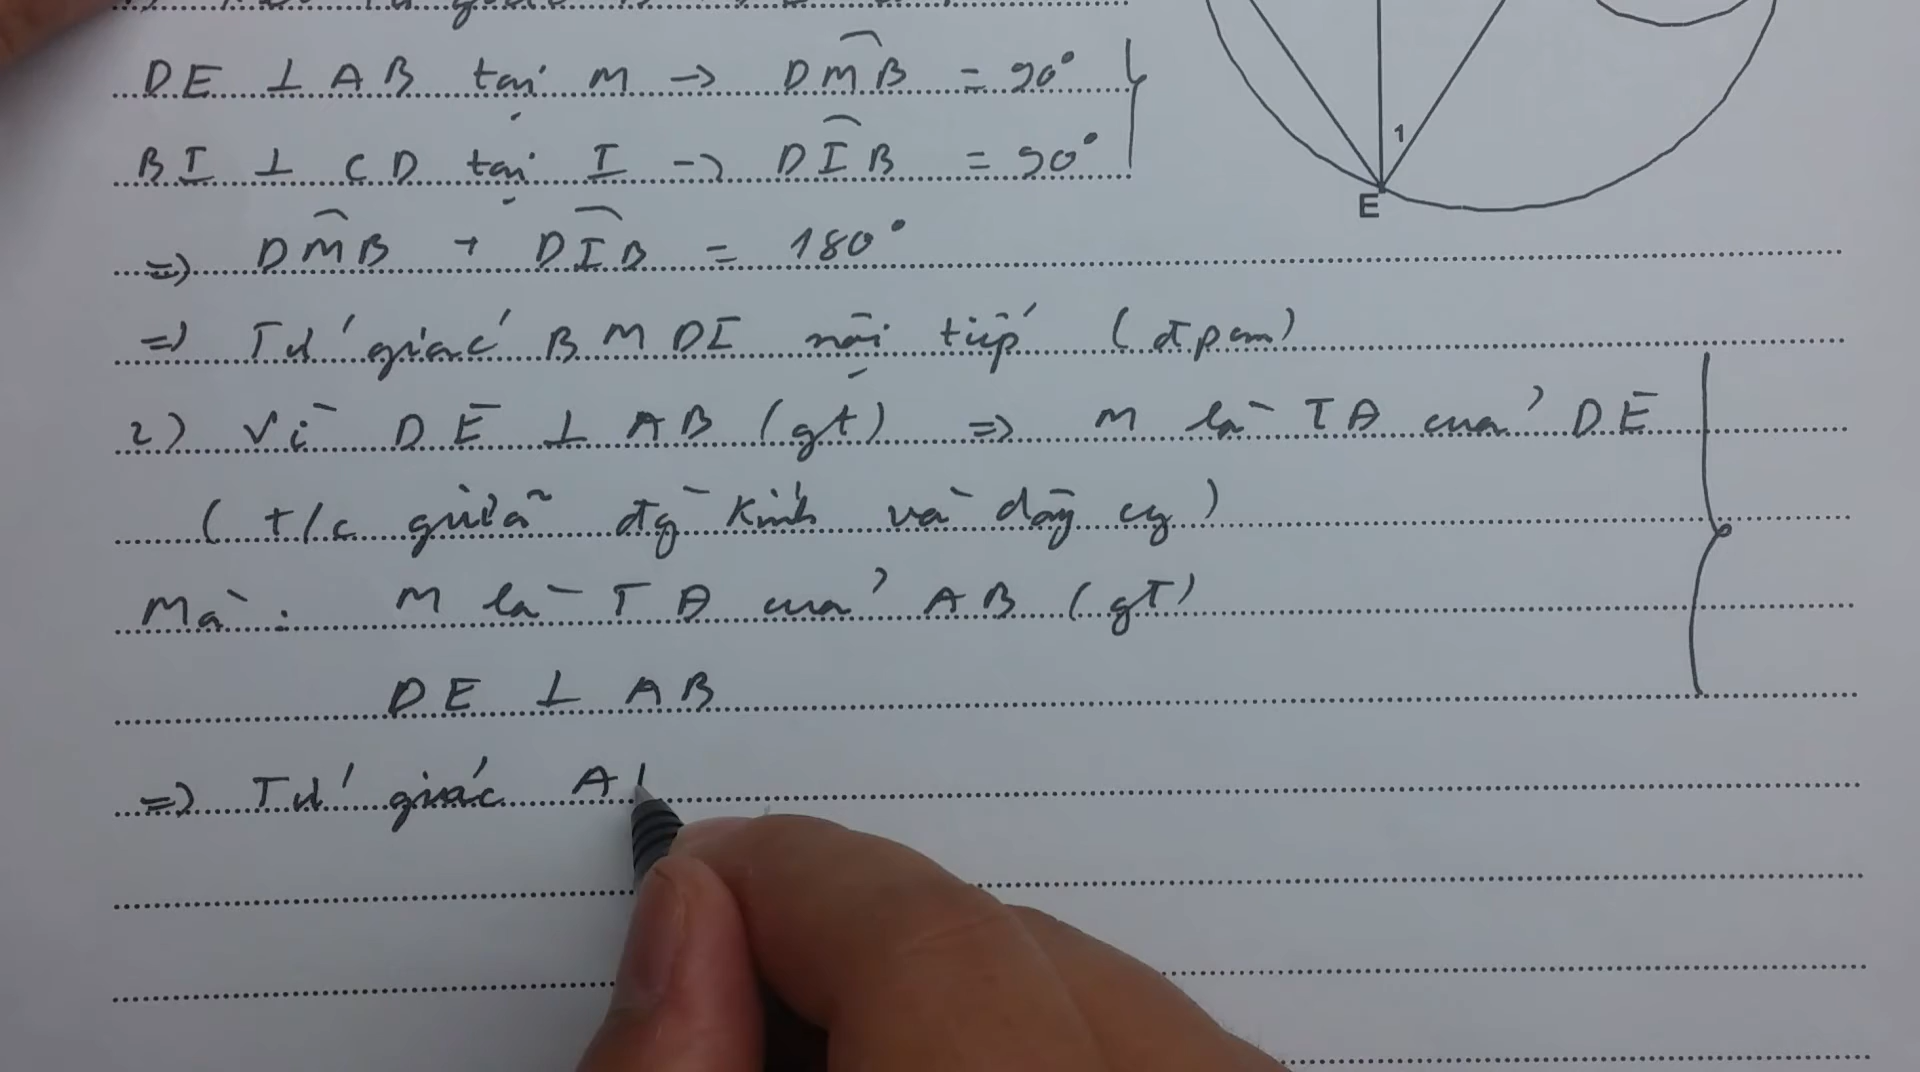 DE ⊥ AB tại M → DM̂B = 90°
BI ⊥ CD tại I → DÎB = 90°
=> DM̂B + DÎB = 180°
=> Tứ giác BMDI nội tiếp (đpcm)
2) Vì DE ⊥ AB (gt) => M là TĐ của DE
( t/c giữa đg kính và dây cg )
Mà : M là TĐ của AB (gt)
DE ⊥ AB
=> Tứ giác A
1
E